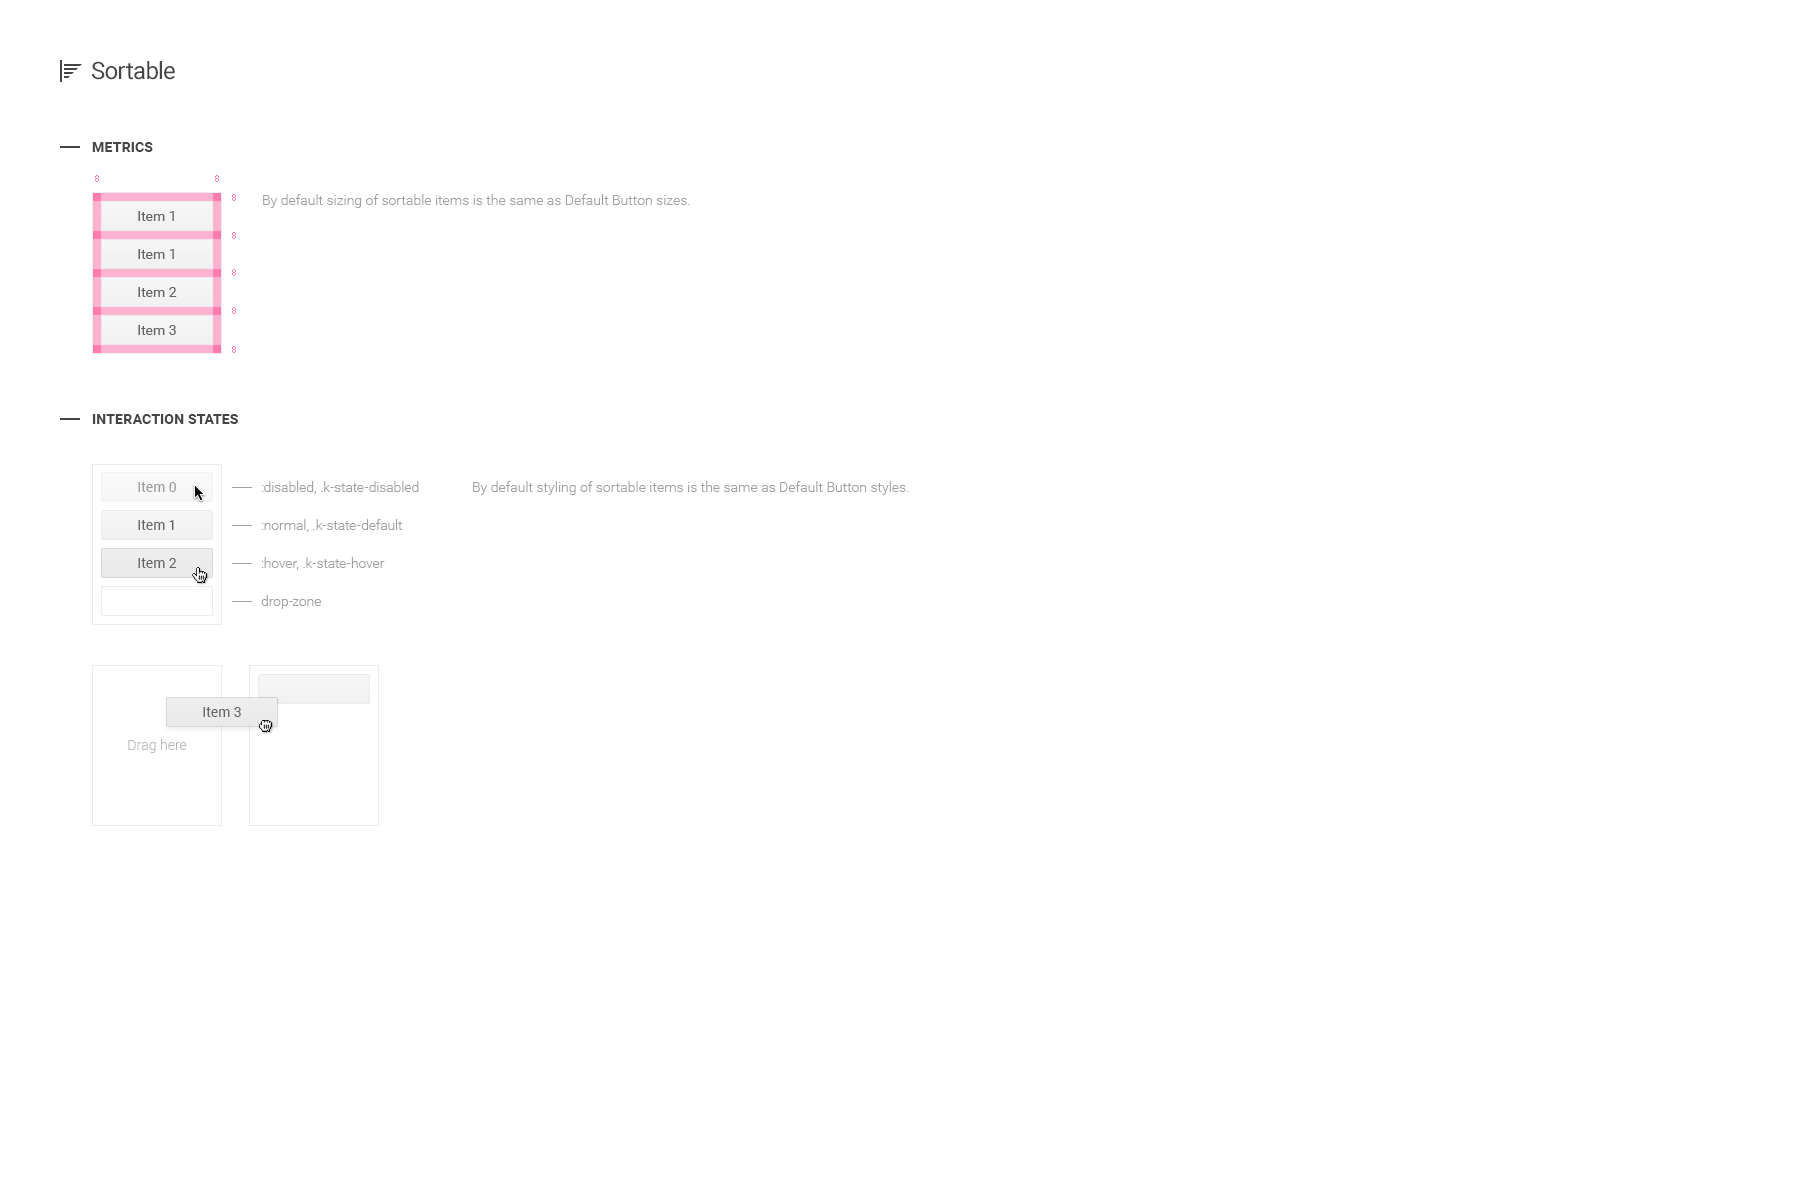 Sortable
METRICS
8 8
8
Item 1
By default sizing of sortable items is the same as Default Button sizes.
8
Item 1
8
Item 2
8
Item 3
8
INTERACTION STATES
Item 0
:disabled, .k-state-disabled
By default styling of sortable items is the same as Default Button styles.
Item 1
:normal, .k-state-default
Item 2
:hover, .k-state-hover
drop-zone
Item 3
Drag here